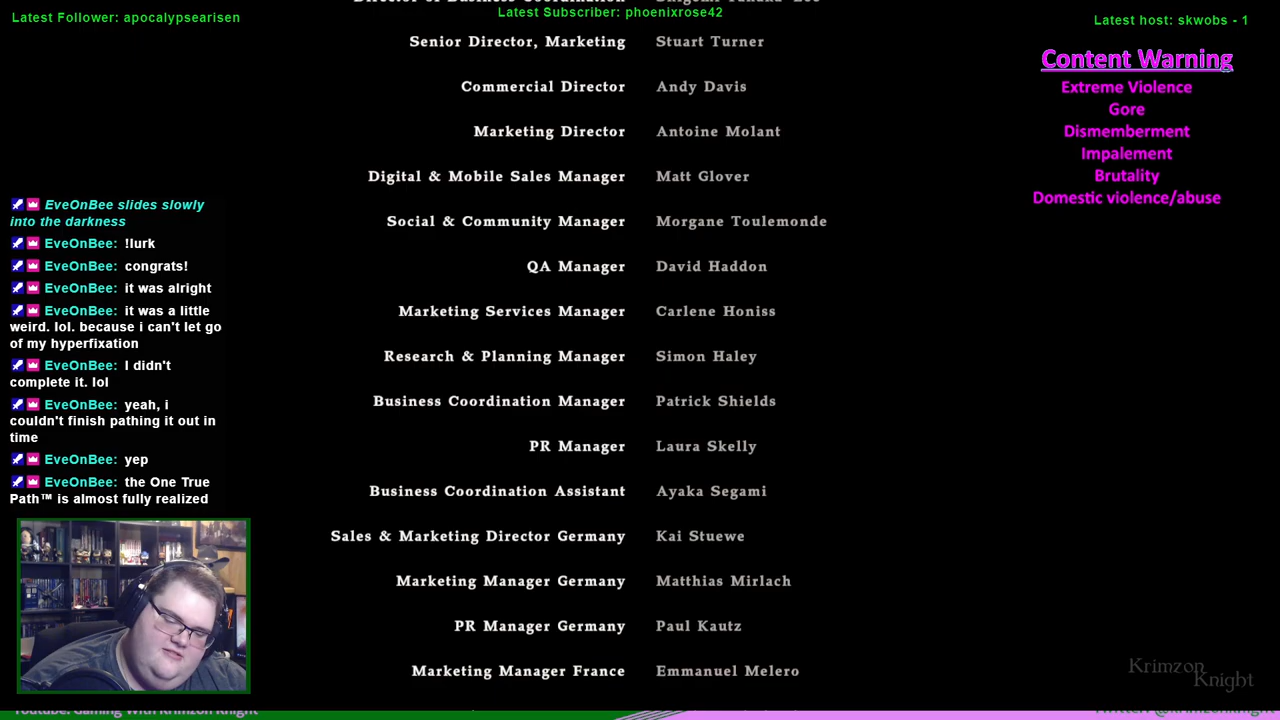 Latest Follower: apocalypsearisen
Latest Subscriber: phoenixrose42
Latest host: skwobs - 1
Content Warning
Extreme Violence
Gore
Dismemberment
Impalement
Brutality
Domestic violence/abuse
Senior Director, Marketing Stuart Turner
Commercial Director Andy Davis
Marketing Director Antoine Molant
Digital & Mobile Sales Manager Matt Glover
Social & Community Manager Morgane Toulemonde
QA Manager David Haddon
Marketing Services Manager Carlene Honiss
Research & Planning Manager Simon Haley
Business Coordination Manager Patrick Shields
PR Manager Laura Skelly
Business Coordination Assistant Ayaka Segami
Sales & Marketing Director Germany Kai Stuewe
Marketing Manager Germany Matthias Mirlach
PR Manager Germany Paul Kautz
Marketing Manager France Emmanuel Melero
EveOnBee slides slowly
into the darkness
EveOnBee: !lurk
EveOnBee: congrats!
EveOnBee: it was alright
EveOnBee: it was a little
weird. lol. because i can't let go
of my hyperfixation
EveOnBee: I didn't
complete it. lol
EveOnBee: yeah, i
couldn't finish pathing it out in
time
EveOnBee: yep
EveOnBee: the One True
Path™ is almost fully realized
Krimzon
Knight
Youtube: Gaming With Krimzon Knight
Twitter: @krimzonknight